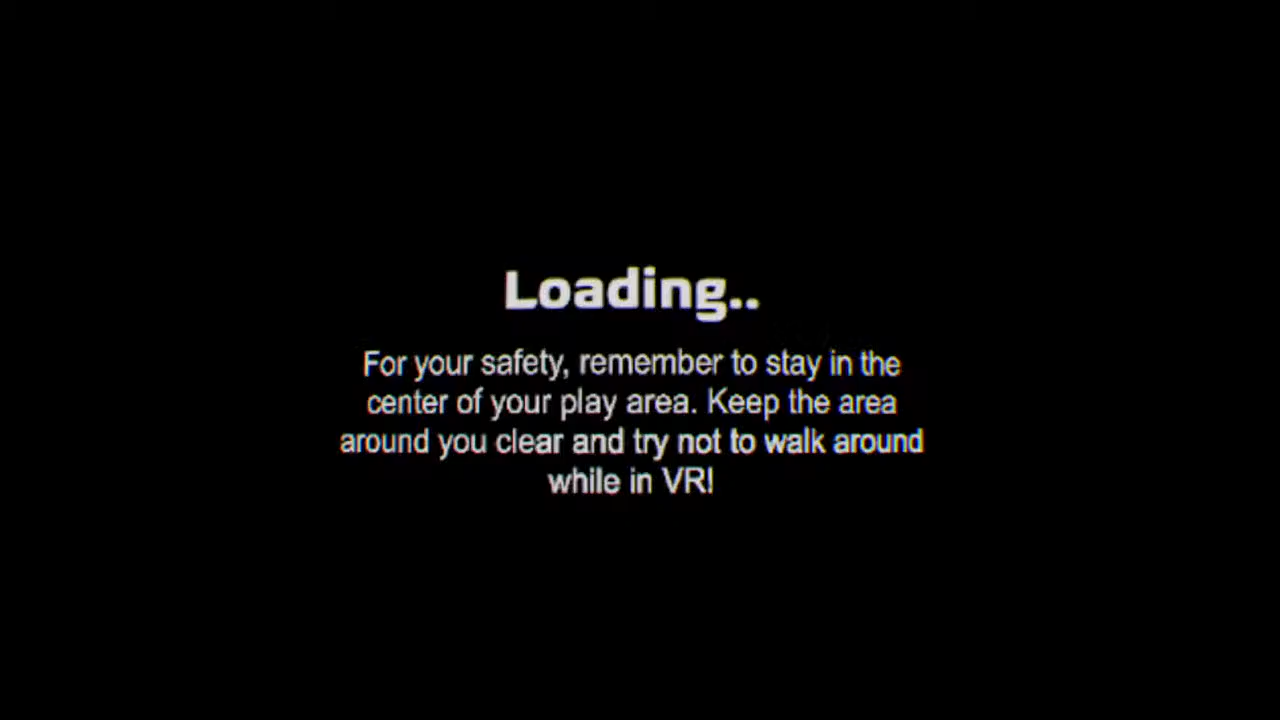 Loading..
For your safety, remember to stay in the
center of your play area. Keep the area
around you clear and try not to walk around
while in VR!